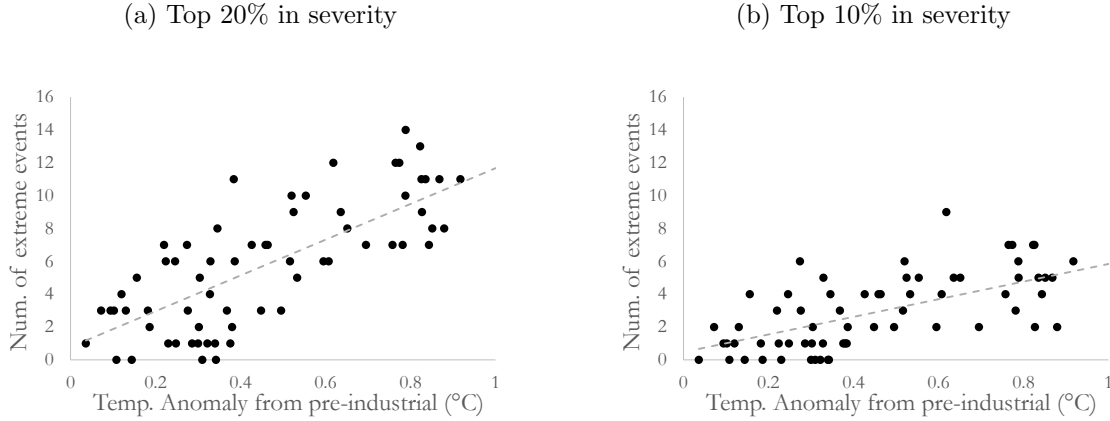 (a) Top 20% in severity
(b) Top 10% in severity
Num. of extreme events
16
14
12
10
8
6
4
2
0
0 0.2 0.4 0.6 0.8 1
Temp. Anomaly from pre-industrial (°C)
Num. of extreme events
16
14
12
10
8
6
4
2
0
0 0.2 0.4 0.6 0.8 1
Temp. Anomaly from pre-industrial (°C)